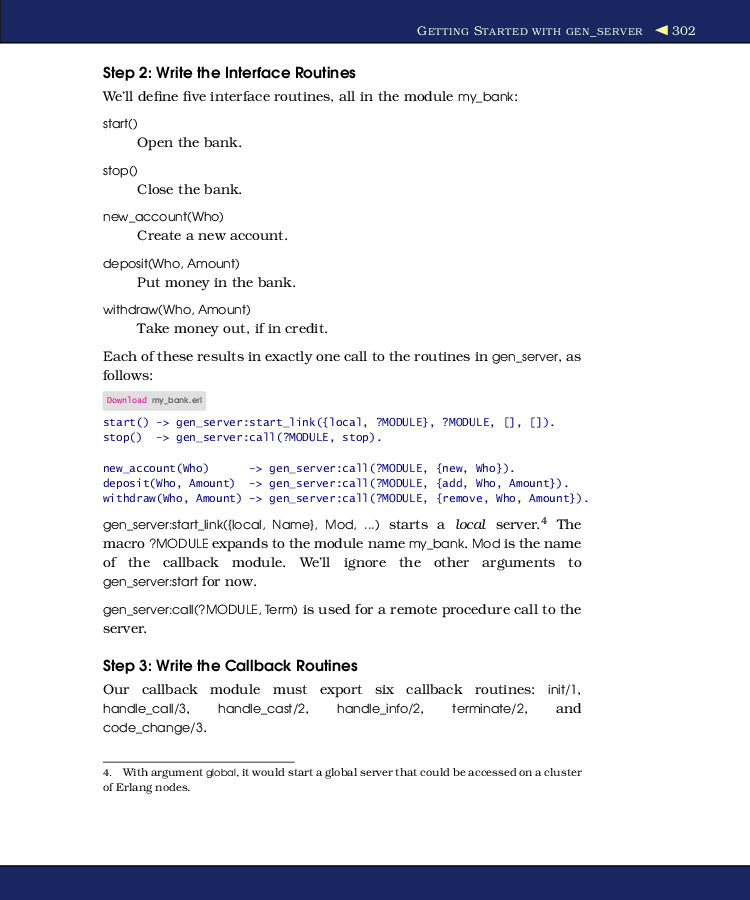 GETTING STARTED WITH GEN_SERVER ◀ 302
Step 2: Write the Interface Routines
We'll define five interface routines, all in the module my_bank:
start()
Open the bank.
stop()
Close the bank.
new_account(Who)
Create a new account.
deposit(Who, Amount)
Put money in the bank.
withdraw(Who, Amount)
Take money out, if in credit.
Each of these results in exactly one call to the routines in gen_server, as
follows:
Download my_bank.erl
start() -> gen_server:start_link({local, ?MODULE}, ?MODULE, [], []).
stop()  -> gen_server:call(?MODULE, stop).
new_account(Who)      -> gen_server:call(?MODULE, {new, Who}).
deposit(Who, Amount)  -> gen_server:call(?MODULE, {add, Who, Amount}).
withdraw(Who, Amount) -> gen_server:call(?MODULE, {remove, Who, Amount}).
gen_server:start_link({local, Name}, Mod, ...) starts a local server.4 The
macro ?MODULE expands to the module name my_bank. Mod is the name
of the callback module. We'll ignore the other arguments to
gen_server:start for now.
gen_server:call(?MODULE, Term) is used for a remote procedure call to the
server.
Step 3: Write the Callback Routines
Our callback module must export six callback routines: init/1,
handle_call/3, handle_cast/2, handle_info/2, terminate/2, and
code_change/3.
4. With argument global, it would start a global server that could be accessed on a cluster
of Erlang nodes.